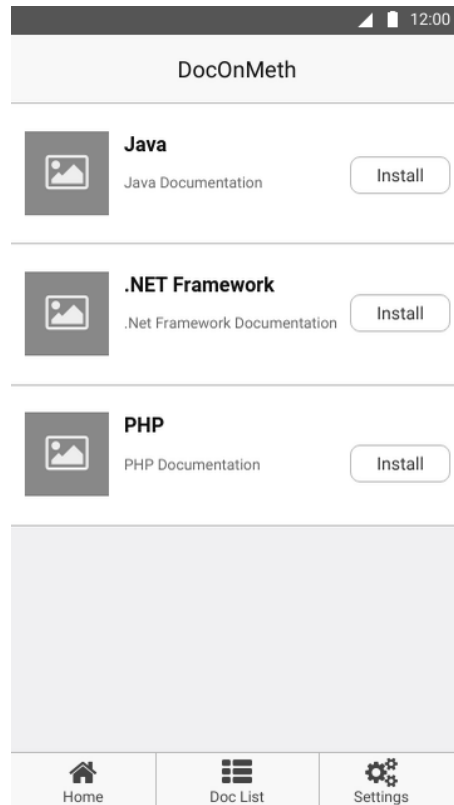 12:00
DocOnMeth
Java
Java Documentation
Install
.NET Framework
.Net Framework Documentation
Install
PHP
PHP Documentation
Install
Home
Doc List
Settings